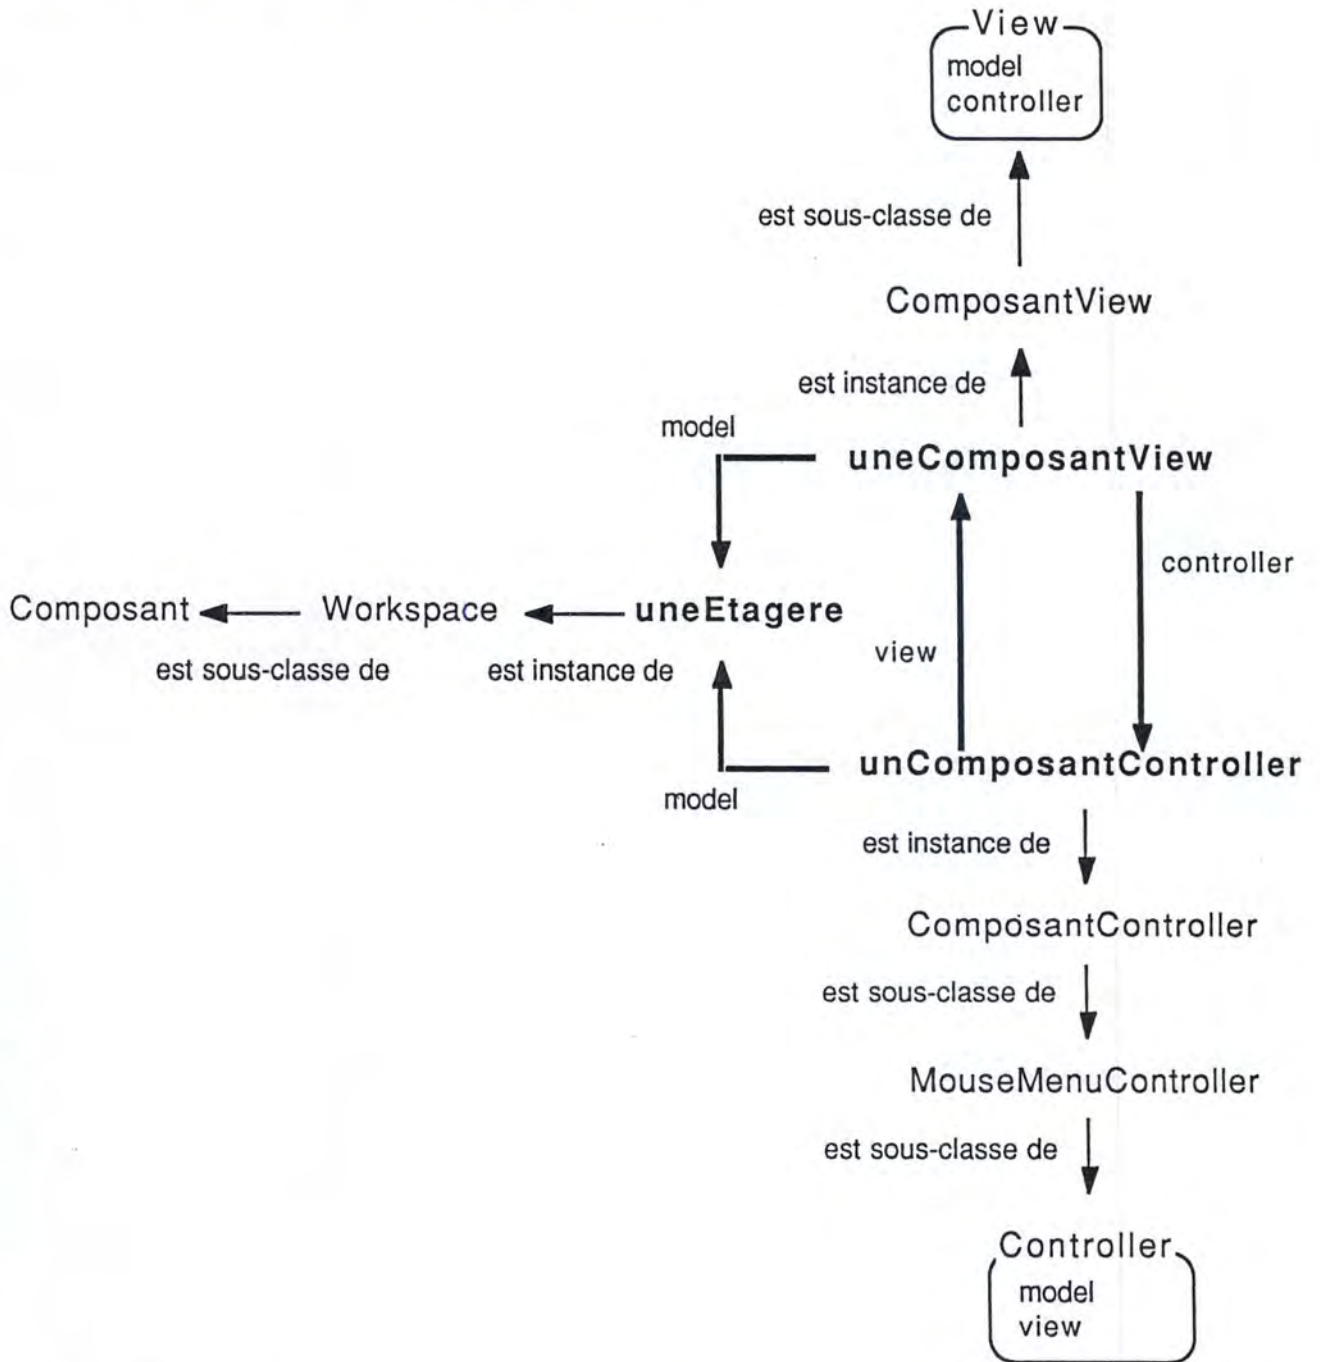 View
model
controller
est sous-classe de
ComposantView
est instance de
model
uneComposantView
controller
Composant
Workspace
uneEtagere
view
est sous-classe de
est instance de
unComposantController
model
est instance de
ComposantController
est sous-classe de
MouseMenuController
est sous-classe de
Controller
model
view